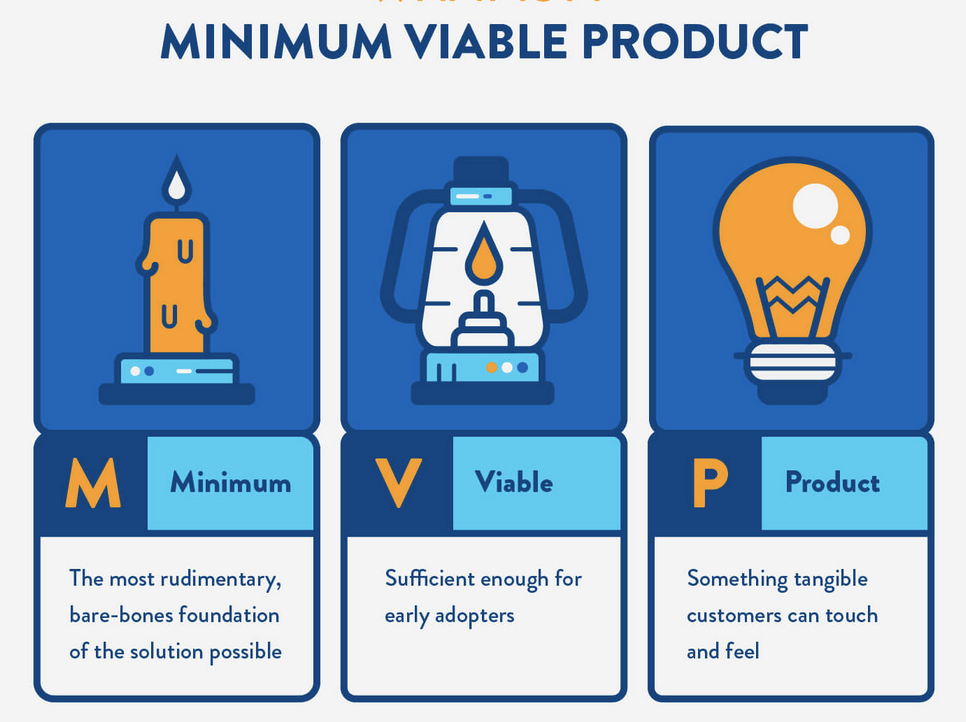 MINIMUM VIABLE PRODUCT
M Minimum
The most rudimentary,
bare-bones foundation
of the solution possible
V Viable
Sufficient enough for
early adopters
P Product
Something tangible
customers can touch
and feel